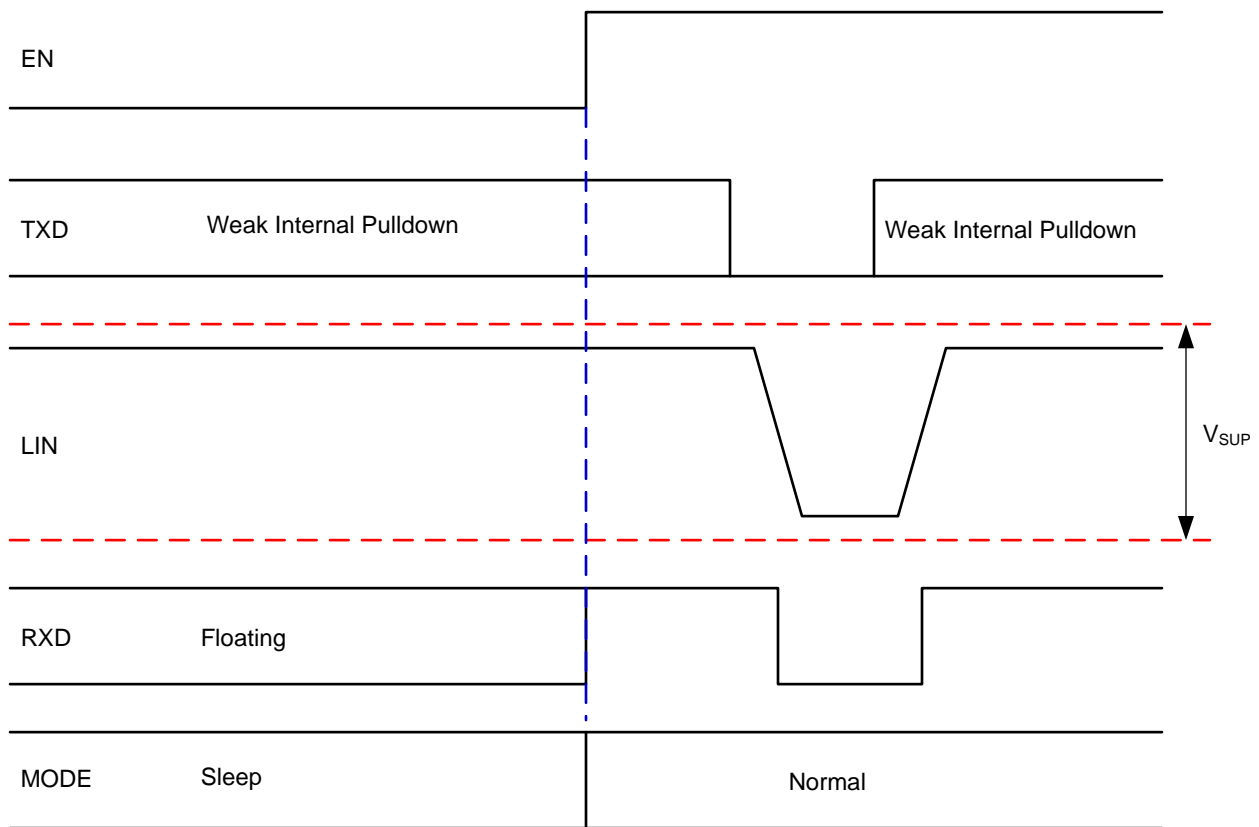 EN
TXD
Weak Internal Pulldown
Weak Internal Pulldown
LIN
VSUP
RXD
Floating
MODE
Sleep
Normal